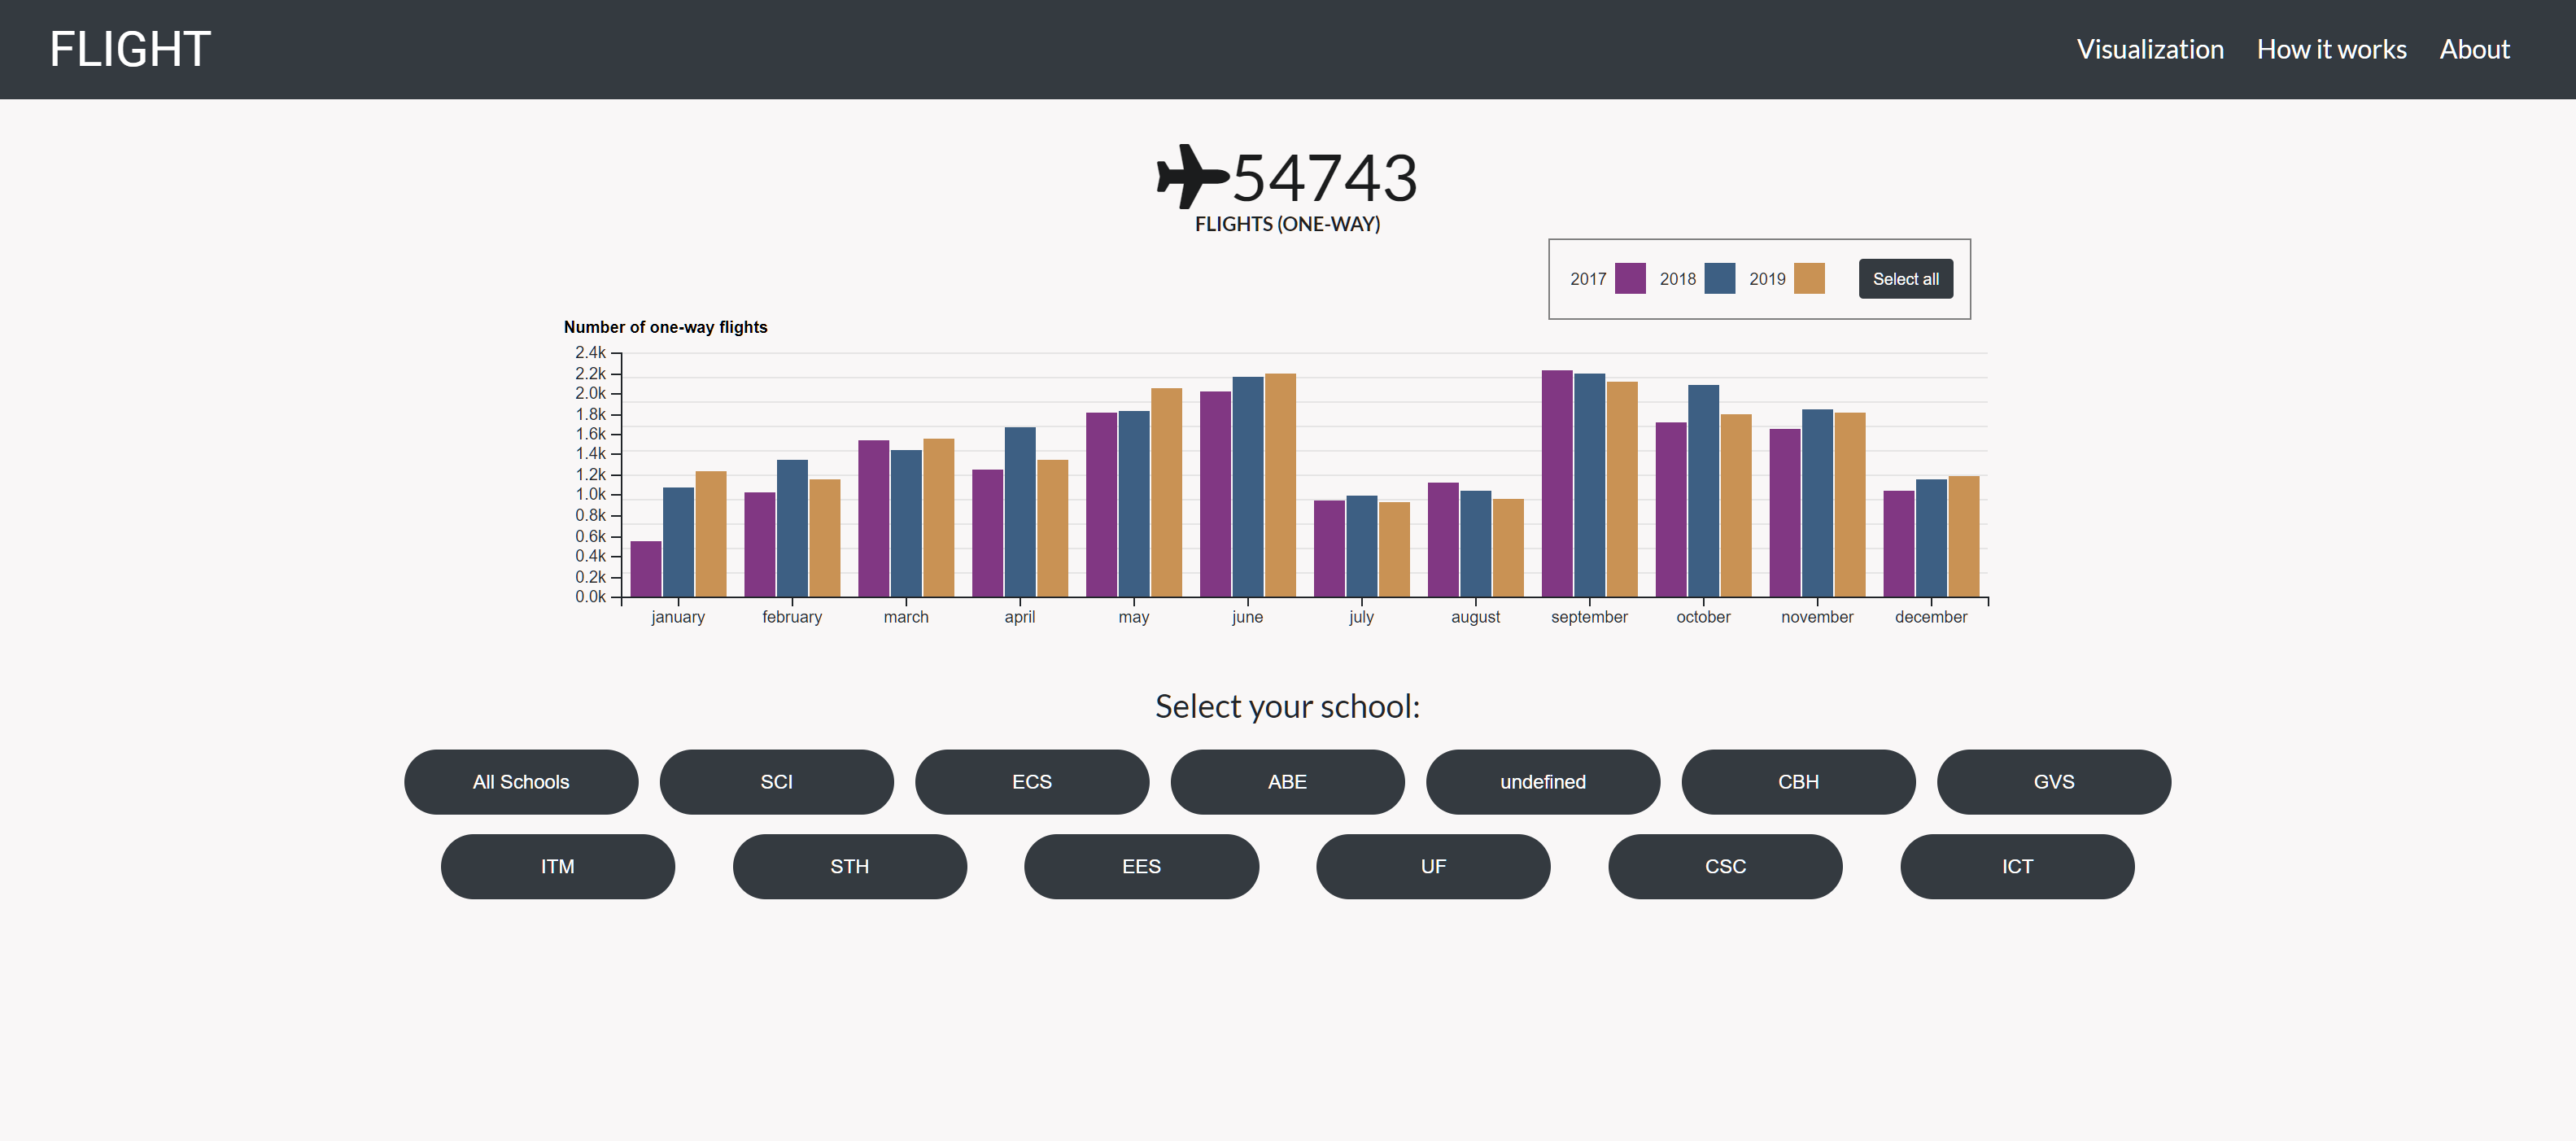 FLIGHT
Visualization How it works About
54743
FLIGHTS (ONE-WAY)
2017 2018 2019 Select all
Number of one-way flights
2.4k
2.2k
2.0k
1.8k
1.6k
1.4k
1.2k
1.0k
0.8k
0.6k
0.4k
0.2k
0.0k
january february march april may june july august september october november december
Select your school:
All Schools SCI ECS ABE undefined CBH GVS
ITM STH EES UF CSC ICT